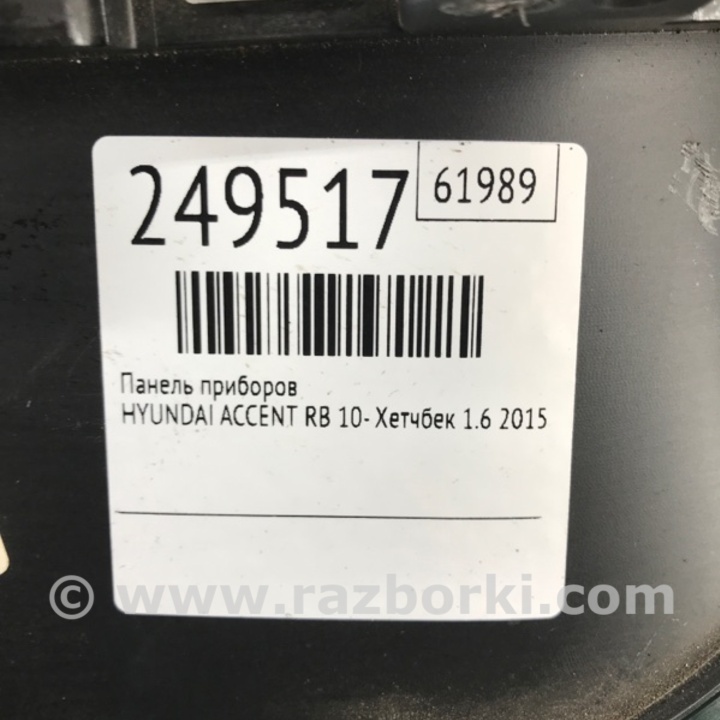 249517
61989
Панель приборов
HYUNDAI ACCENT RB 10- Хетчбек 1.6 2015
© www.razborki.com